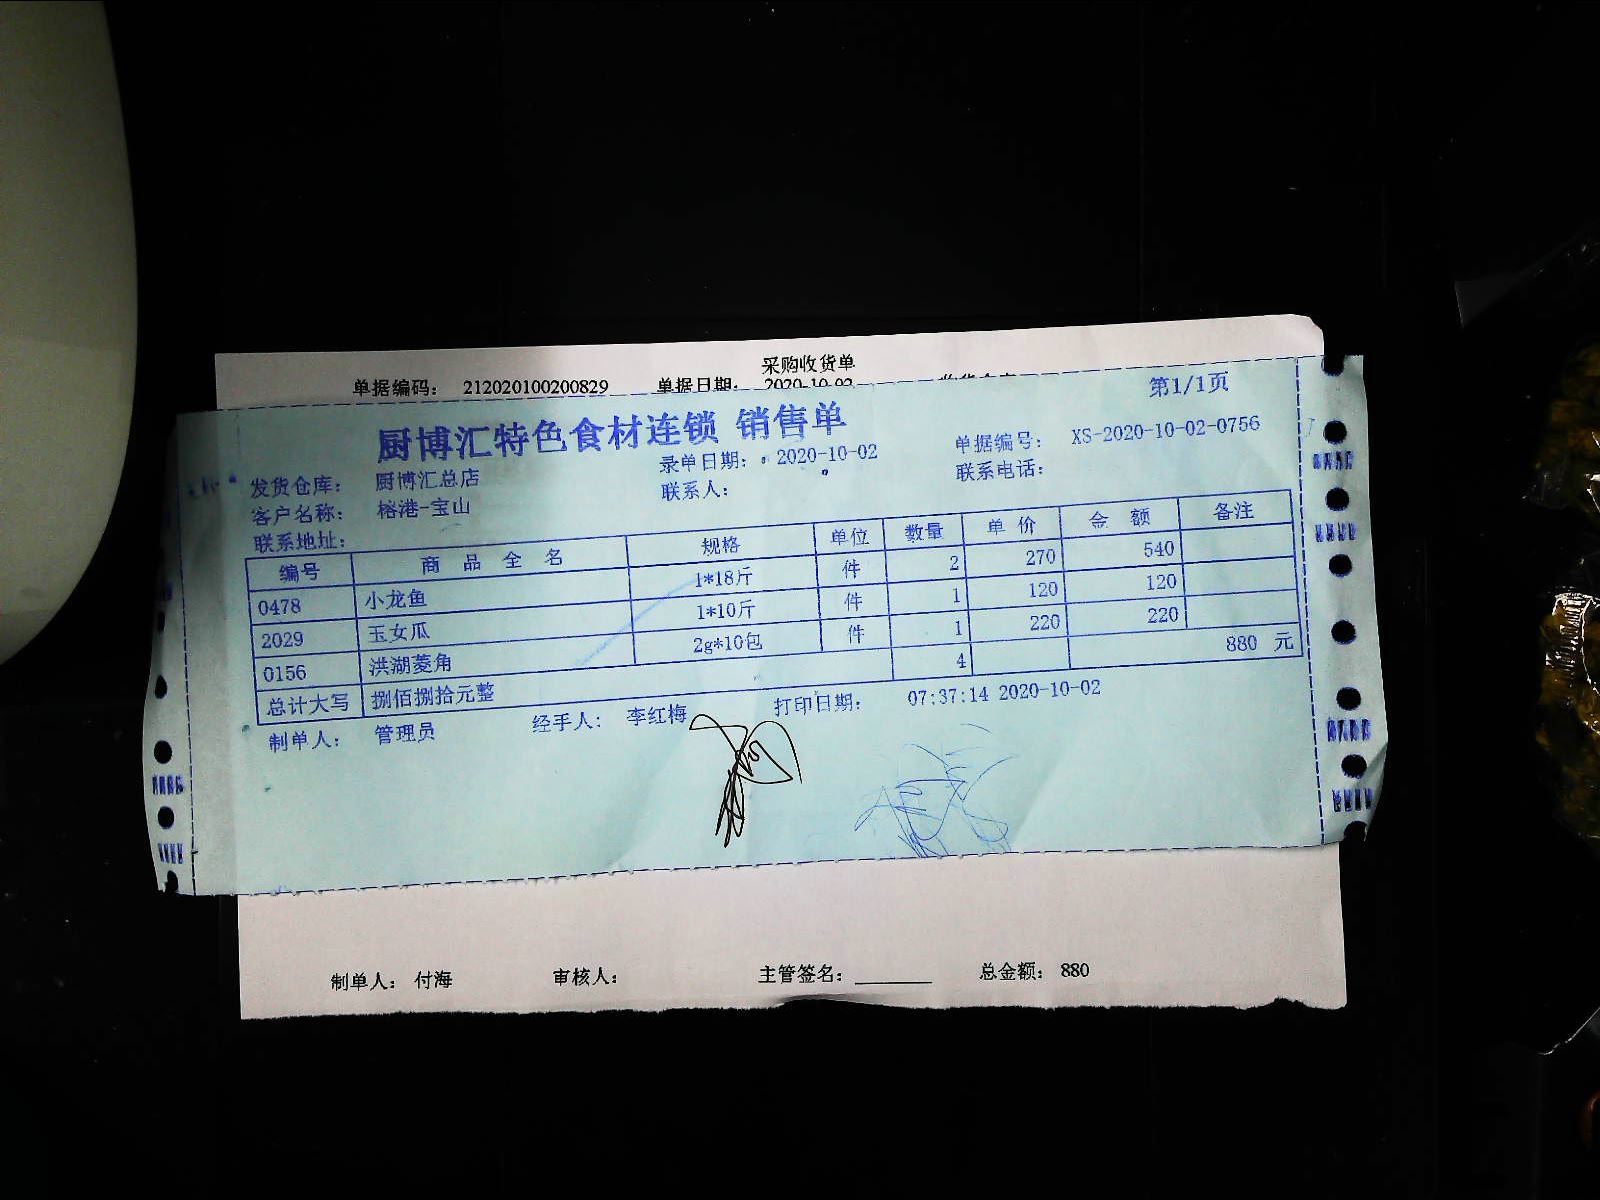 采购收货单
单据编码： 212020100200829 单据日期： 2020-10-02
第1/1页
厨博汇特色食材连锁 销售单
发货仓库： 厨博汇总店 录单日期： 2020-10-02 单据编号： XS-2020-10-02-0756
客户名称： 榕港-宝山 联系人： 联系电话：
联系地址：
编号 商品全名 规格 单位 数量 单价 金额 备注
0478 小龙鱼 1*18斤 件 2 270 540
2029 玉女瓜 1*10斤 件 1 120 120
0156 洪湖菱角 2g*10包 件 1 220 220
总计大写 捌佰捌拾元整 4 880 元
制单人： 管理员 经手人： 李红梅 打印日期： 07:37:14 2020-10-02
制单人： 付海 审核人： 主管签名： 总金额： 880